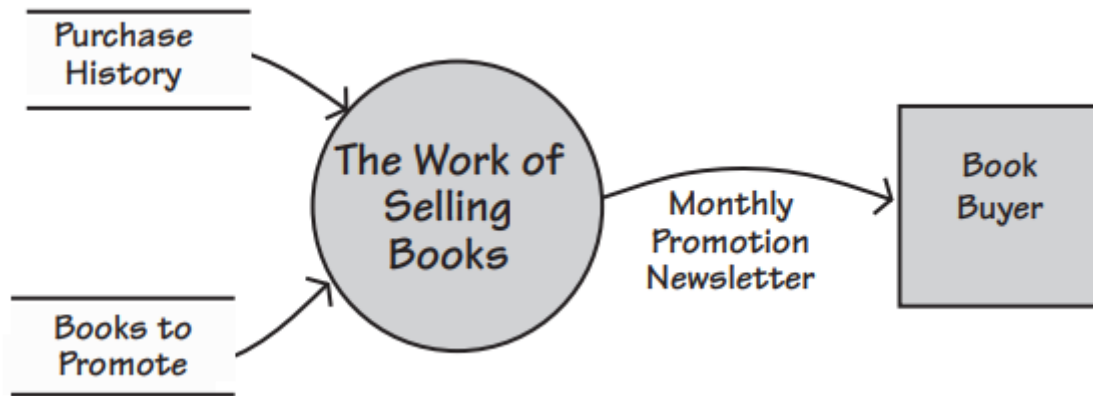 Purchase
History
The Work of
Selling
Books
Monthly
Promotion
Newsletter
Book
Buyer
Books to
Promote